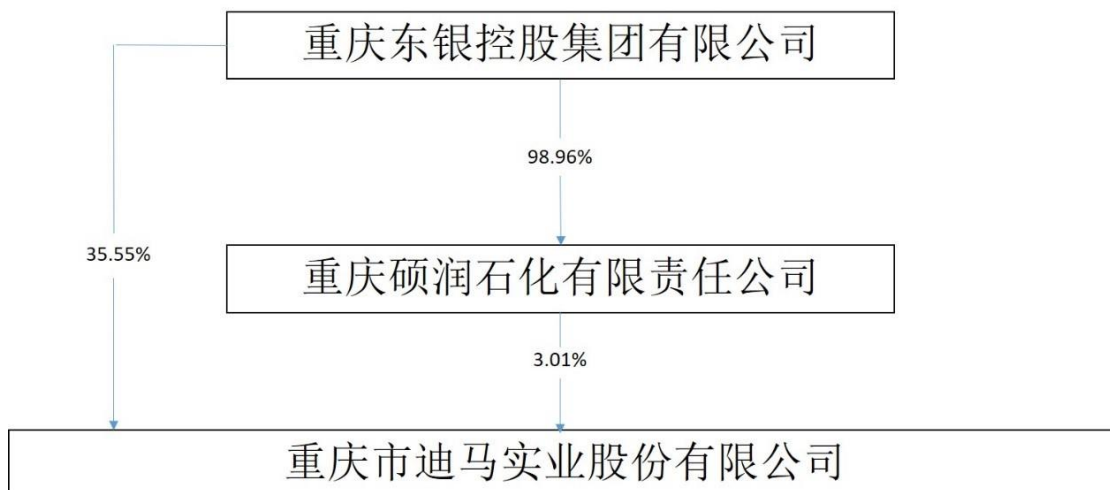 重庆东银控股集团有限公司
98.96%
35.55%
重庆硕润石化有限责任公司
3.01%
重庆市迪马实业股份有限公司